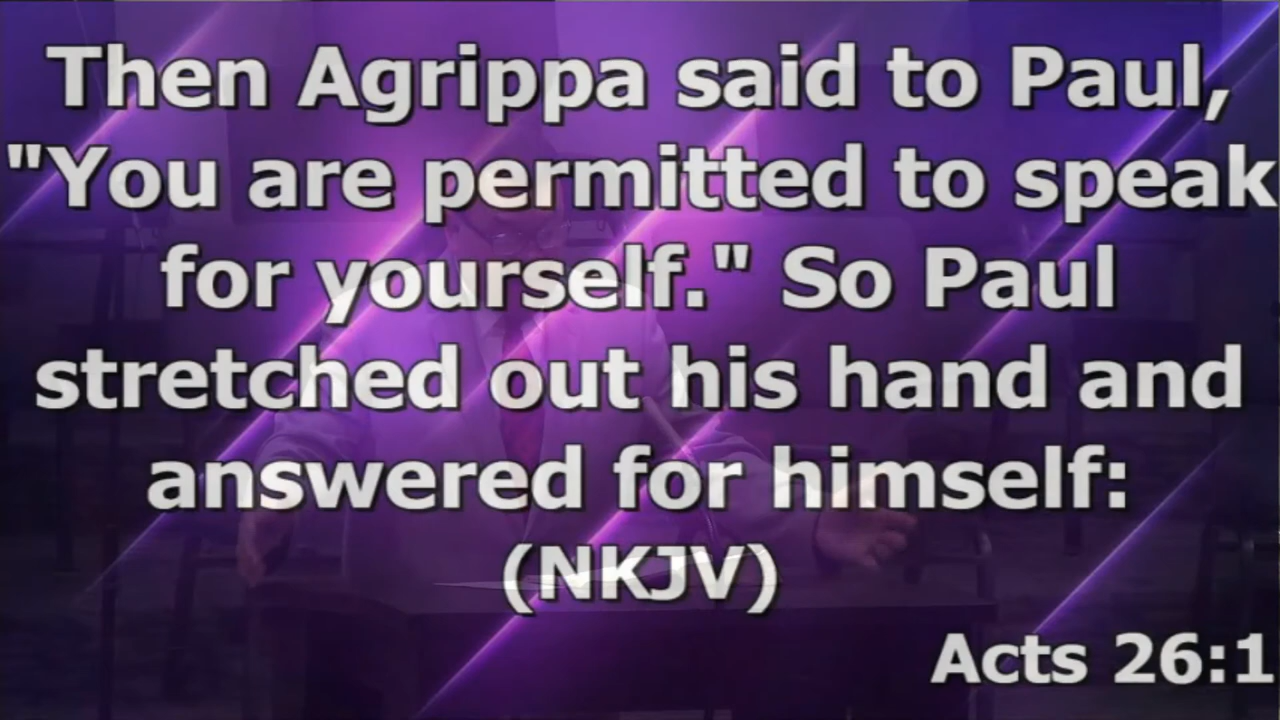 Then Agrippa said to Paul,
"You are permitted to speak
for yourself." So Paul
stretched out his hand and
answered for himself:
(NKJV)
Acts 26:1